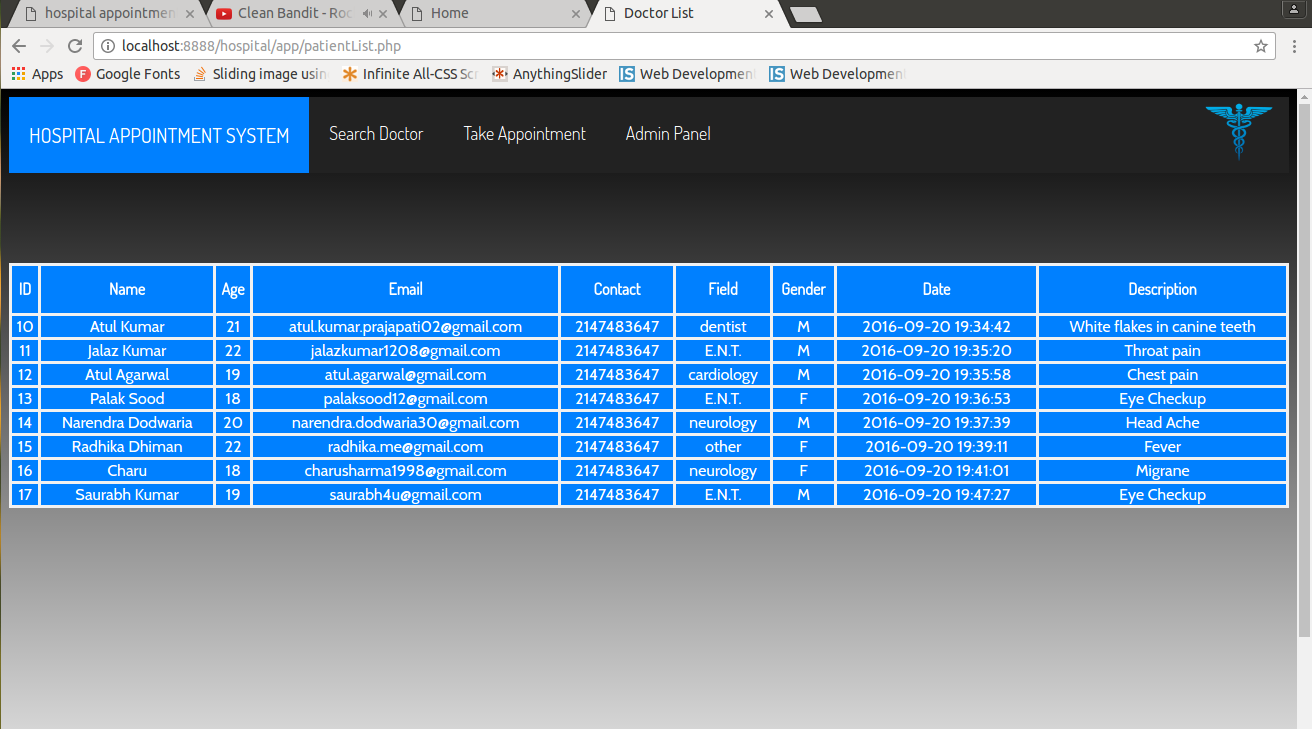 hospital appointmen
Clean Bandit - Roc
Home
Doctor List
localhost:8888/hospital/app/patientList.php
Apps Google Fonts Sliding image usin Infinite All-CSS Scr AnythingSlider Web Developmen Web Developmen
HOSPITAL APPOINTMENT SYSTEM Search Doctor Take Appointment Admin Panel
ID Name Age Email Contact Field Gender Date Description
10 Atul Kumar 21 atul.kumar.prajapati02@gmail.com 2147483647 dentist M 2016-09-20 19:34:42 White flakes in canine teeth
11 Jalaz Kumar 22 jalazkumar1208@gmail.com 2147483647 E.N.T. M 2016-09-20 19:35:20 Throat pain
12 Atul Agarwal 19 atul.agarwal@gmail.com 2147483647 cardiology M 2016-09-20 19:35:58 Chest pain
13 Palak Sood 18 palaksood12@gmail.com 2147483647 E.N.T. F 2016-09-20 19:36:53 Eye Checkup
14 Narendra Dodwaria 20 narendra.dodwaria30@gmail.com 2147483647 neurology M 2016-09-20 19:37:39 Head Ache
15 Radhika Dhiman 22 radhika.me@gmail.com 2147483647 other F 2016-09-20 19:39:11 Fever
16 Charu 18 charusharma1998@gmail.com 2147483647 neurology F 2016-09-20 19:41:01 Migrane
17 Saurabh Kumar 19 saurabh4u@gmail.com 2147483647 E.N.T. M 2016-09-20 19:47:27 Eye Checkup